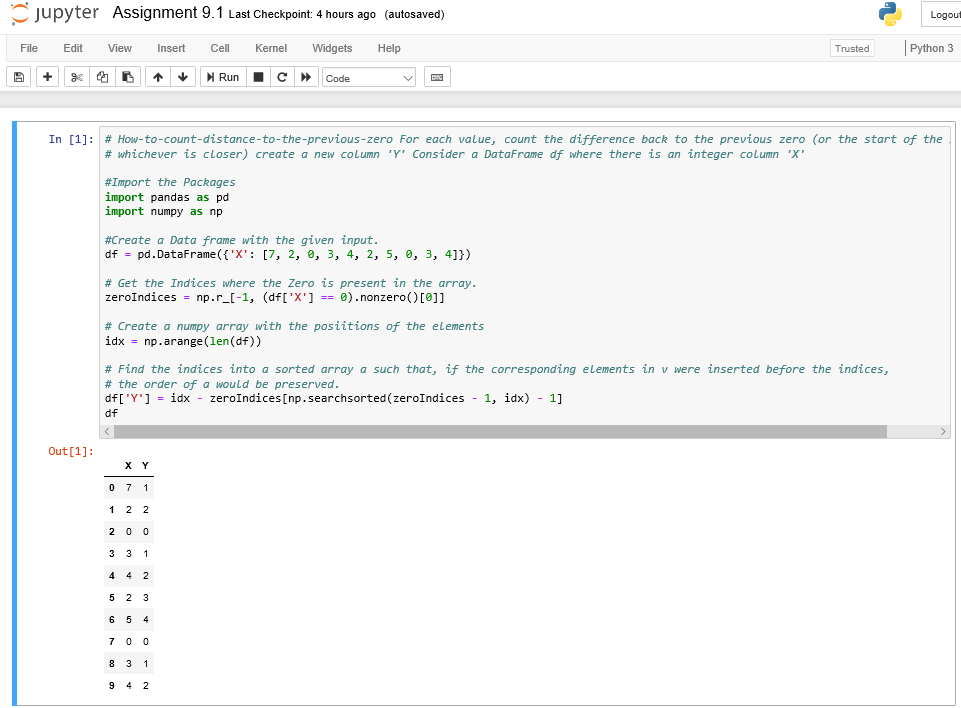 jupyter Assignment 9.1 Last Checkpoint: 4 hours ago (autosaved) Logout
File Edit View Insert Cell Kernel Widgets Help Trusted Python 3
Run Code
In [1]: # How-to-count-distance-to-the-previous-zero For each value, count the difference back to the previous zero (or the start of the
# whichever is closer) create a new column 'Y' Consider a DataFrame df where there is an integer column 'X'
#Import the Packages
import pandas as pd
import numpy as np
#Create a Data frame with the given input.
df = pd.DataFrame({'X': [7, 2, 0, 3, 4, 2, 5, 0, 3, 4]})
# Get the Indices where the Zero is present in the array.
zeroIndices = np.r_[-1, (df['X'] == 0).nonzero()[0]]
# Create a numpy array with the posiitions of the elements
idx = np.arange(len(df))
# Find the indices into a sorted array a such that, if the corresponding elements in v were inserted before the indices,
# the order of a would be preserved.
df['Y'] = idx - zeroIndices[np.searchsorted(zeroIndices - 1, idx) - 1]
df
Out[1]:
X Y
0 7 1
1 2 2
2 0 0
3 3 1
4 4 2
5 2 3
6 5 4
7 0 0
8 3 1
9 4 2